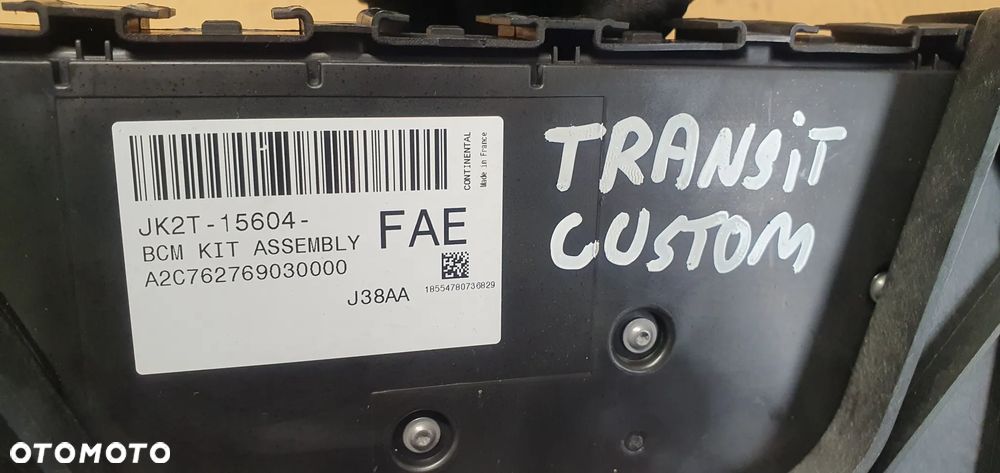 JK2T-15604-
FAE
BCM KIT ASSEMBLY
A2C762769030000
J38AA
18554780736829
CONTINENTAL
Made in France
TRANSiT
CUSTOM
OTOMOTO